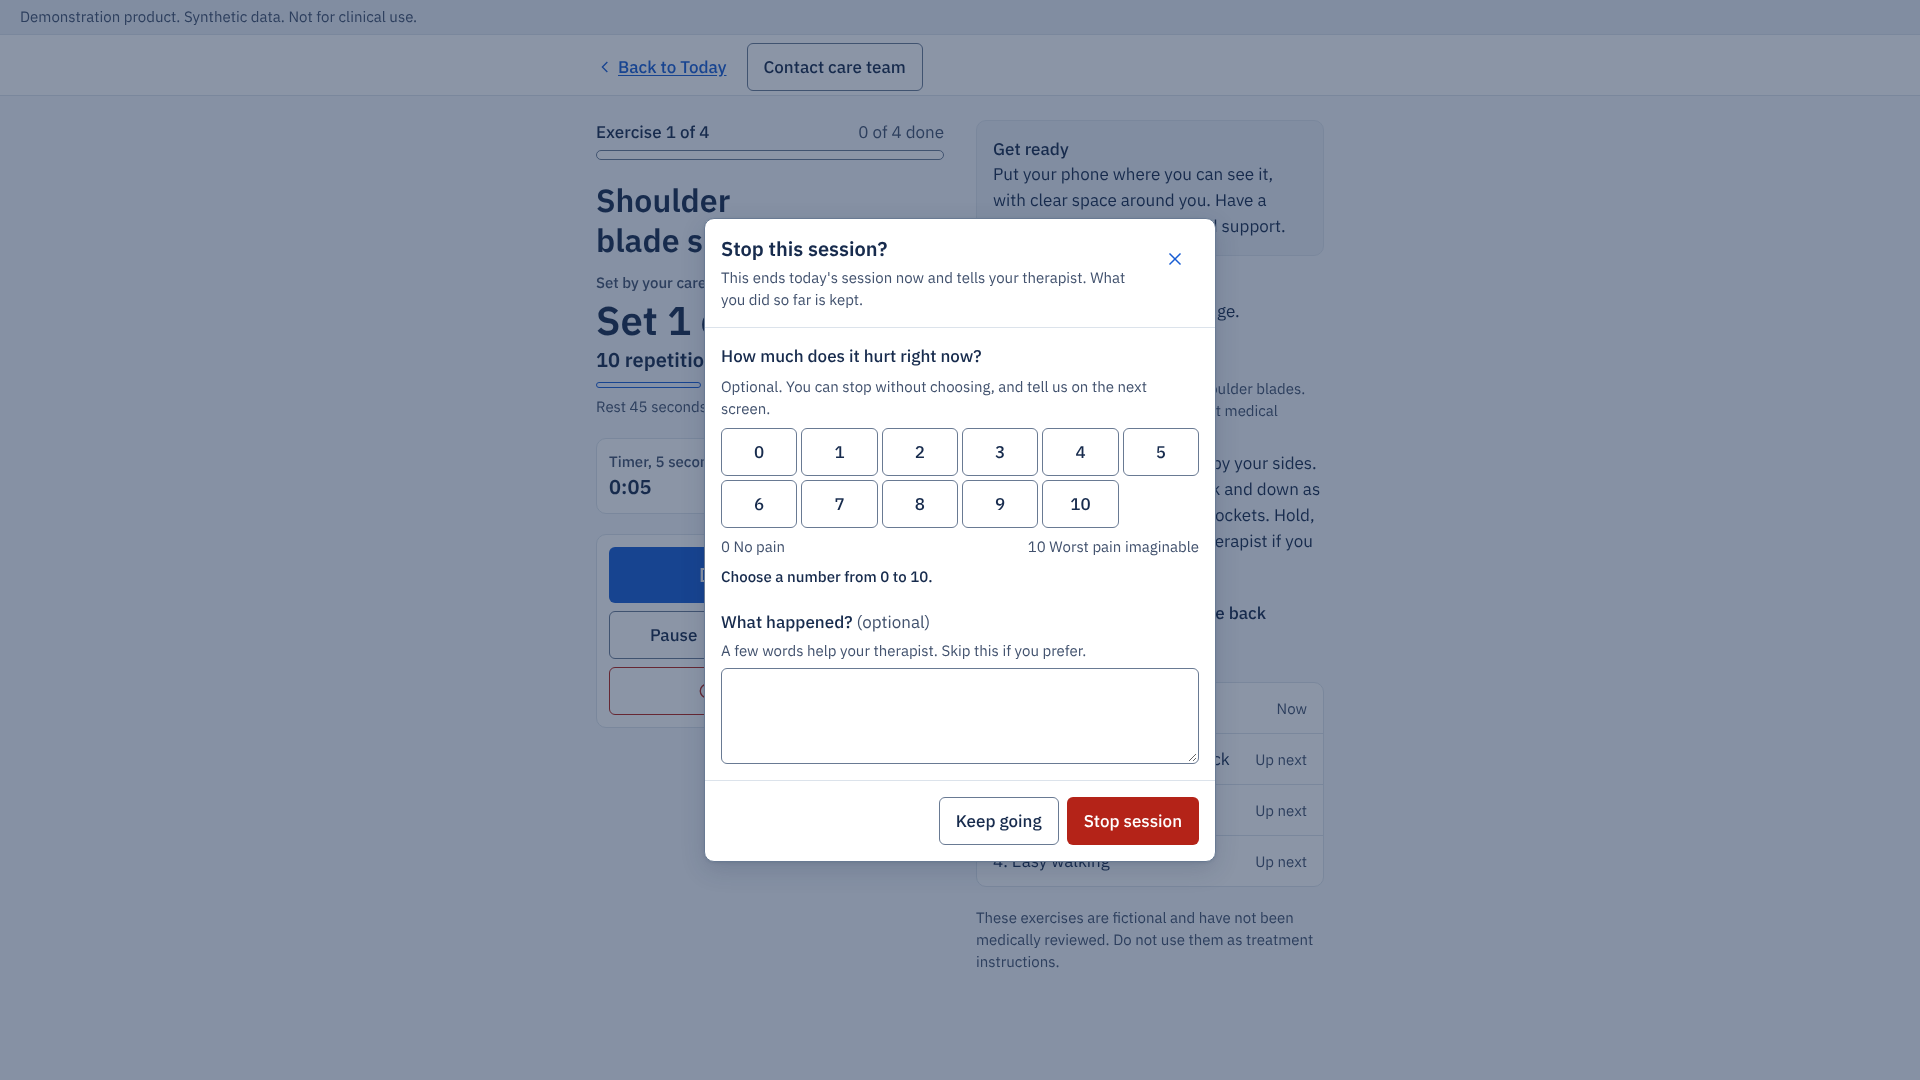 Demonstration product. Synthetic data. Not for clinical use.
Back to Today
Contact care team
Exercise 1 of 4
0 of 4 done
Shoulder
blade
Set by your care
Set 1
10
Rest 45 seconds
Timer, 5
0:05
Pause
Get ready
Put your phone where you can see it,
with clear space around you. Have a
support.
blades.
medical
by your sides.
and down as
Hold,
if you
back
Now
Up next
Up next
4. Easy walking
Up next
These exercises are fictional and have not been
medically reviewed. Do not use them as treatment
instructions.
Stop this session?
This ends today's session now and tells your therapist. What
you did so far is kept.
How much does it hurt right now?
Optional. You can stop without choosing, and tell us on the next
screen.
0 1 2 3 4 5
6 7 8 9 10
0 No pain
10 Worst pain imaginable
Choose a number from 0 to 10.
What happened? (optional)
A few words help your therapist. Skip this if you prefer.
Keep going
Stop session